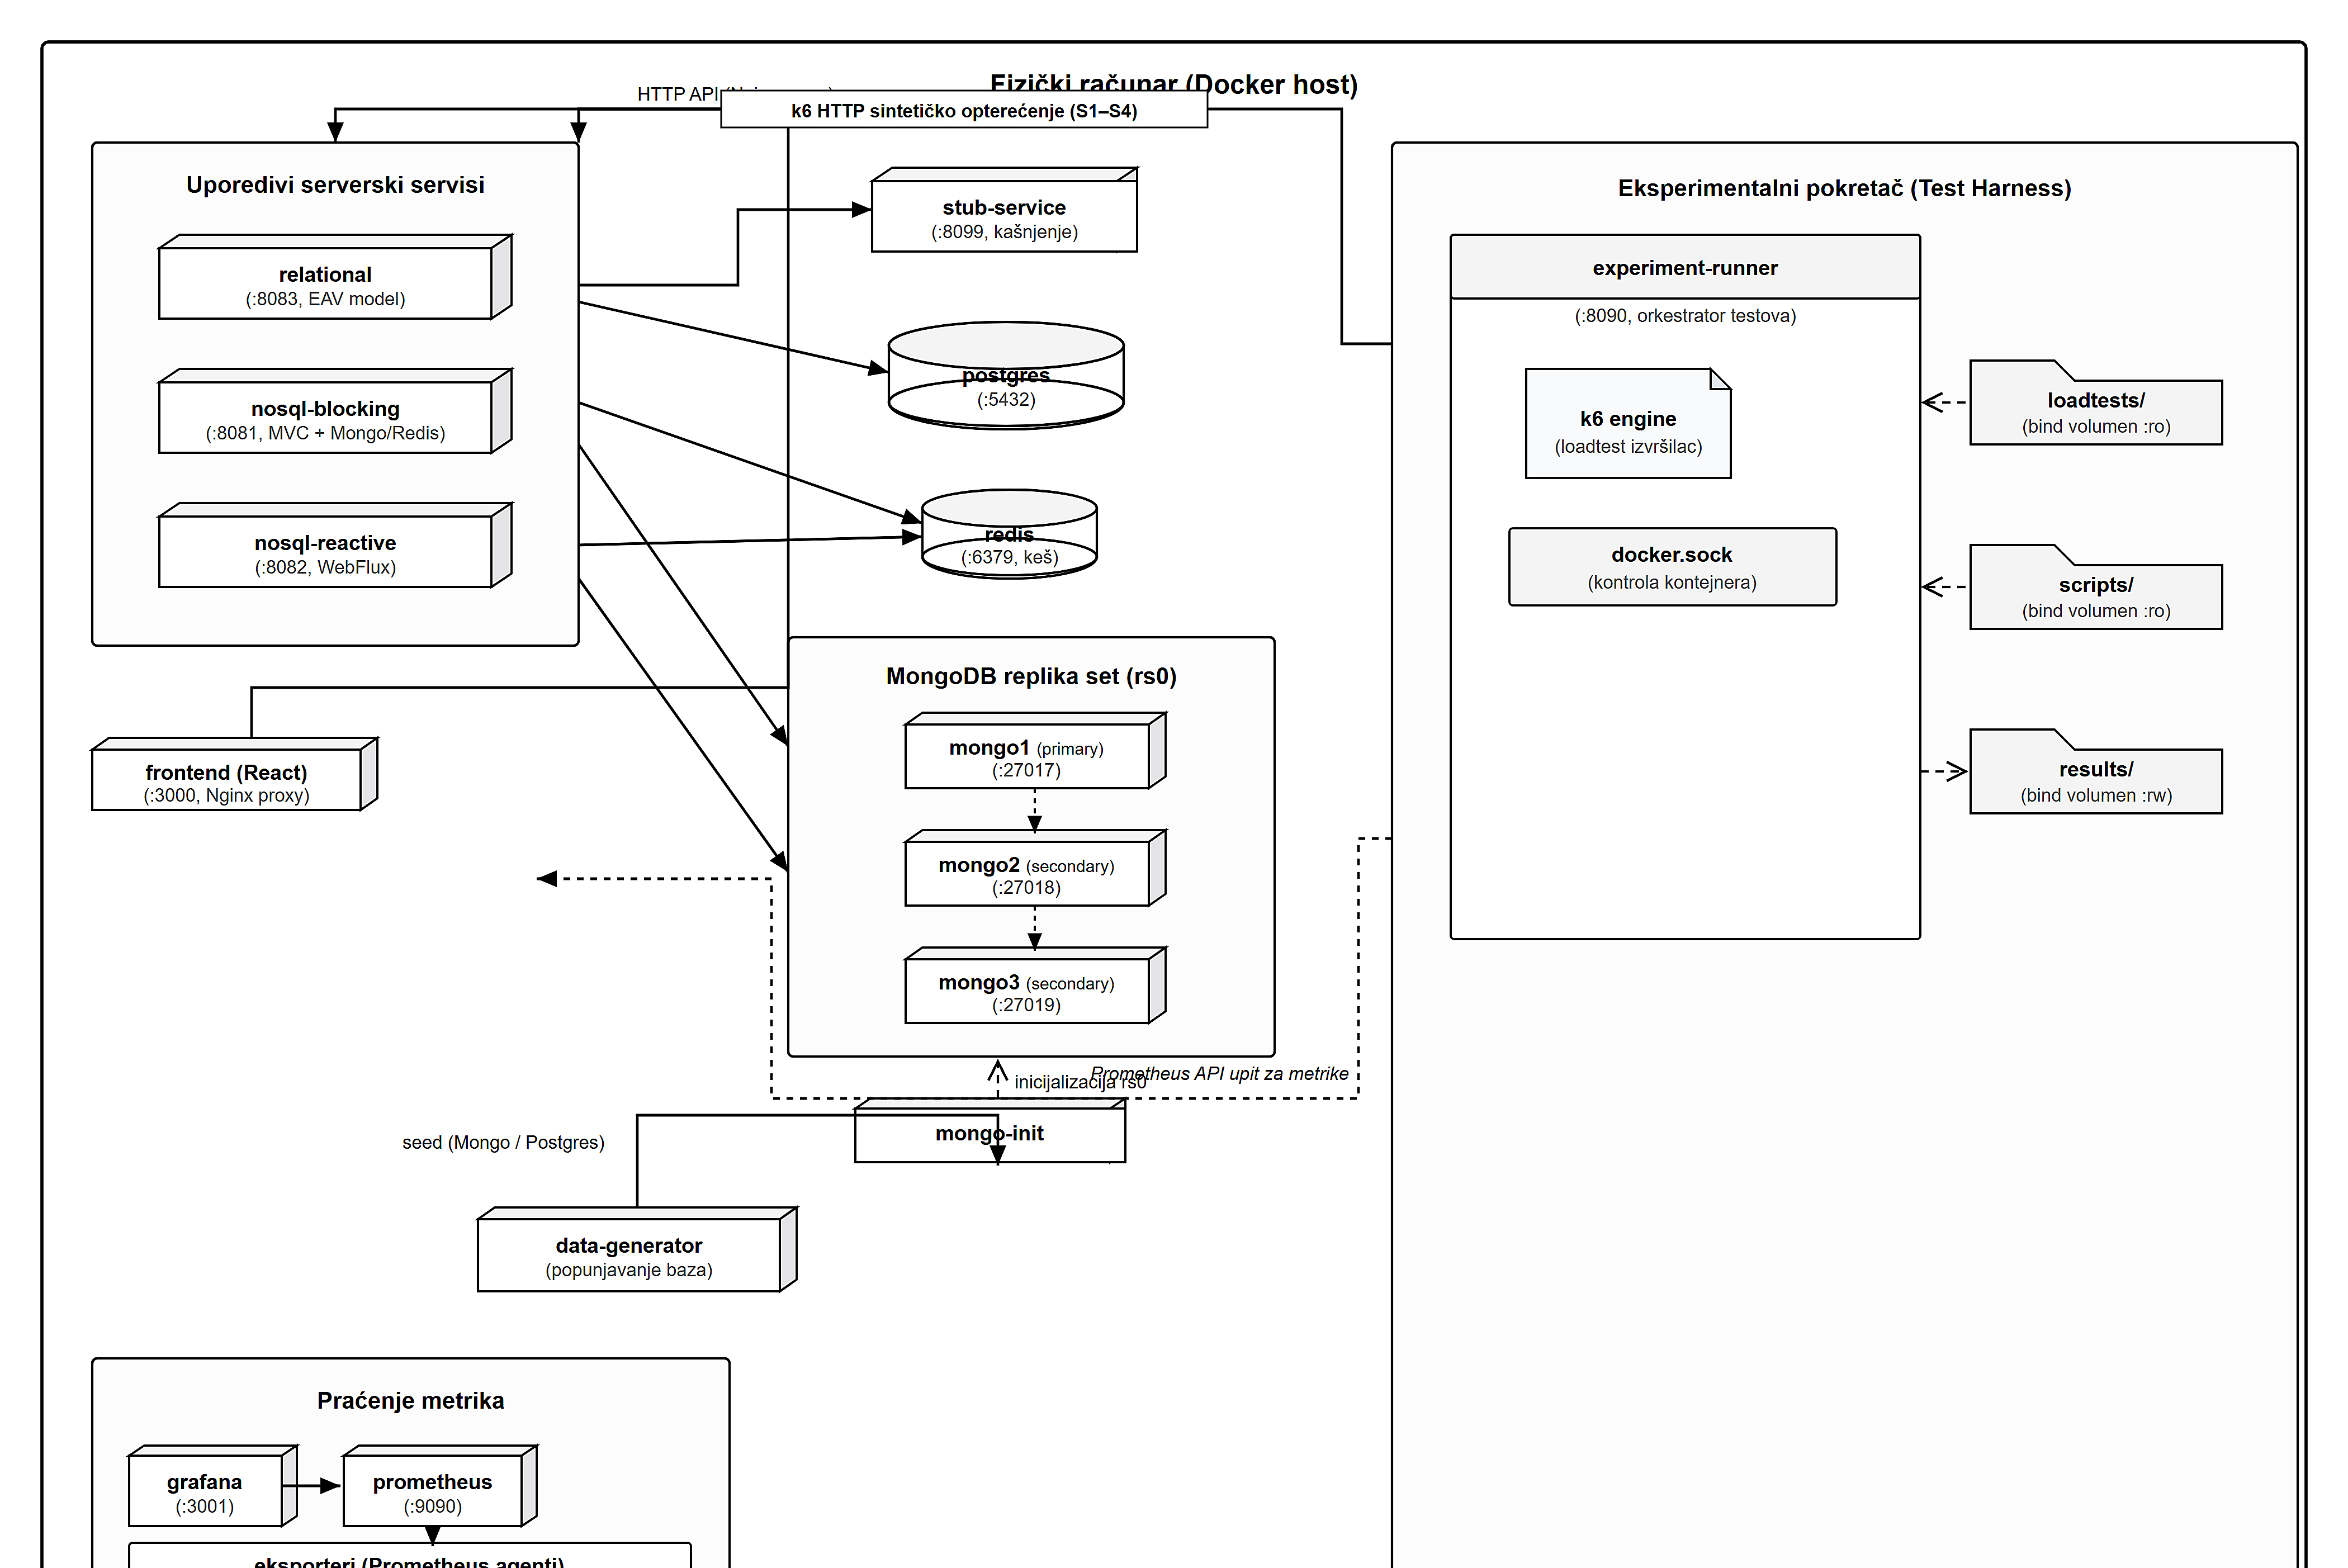 Fizički računar (Docker host)
HTTP API
k6 HTTP sintetičko opterećenje (S1–S4)
Uporedivi serverski servisi
relational
(:8083, EAV model)
nosql-blocking
(:8081, MVC + Mongo/Redis)
nosql-reactive
(:8082, WebFlux)
stub-service
(:8099, kašnjenje)
postgres
(:5432)
redis
(:6379, keš)
Eksperimentalni pokretač (Test Harness)
experiment-runner
(:8090, orkestrator testova)
k6 engine
(loadtest izvršilac)
docker.sock
(kontrola kontejnera)
loadtests/
(bind volumen :ro)
scripts/
(bind volumen :ro)
results/
(bind volumen :rw)
MongoDB replika set (rs0)
mongo1 (primary)
(:27017)
mongo2 (secondary)
(:27018)
mongo3 (secondary)
(:27019)
frontend (React)
(:3000, Nginx proxy)
inicijalizacija rs0
Prometheus API upit za metrike
mongo-init
seed (Mongo / Postgres)
data-generator
(popunjavanje baza)
Praćenje metrika
grafana
(:3001)
prometheus
(:9090)
eksporteri (Prometheus agenti)